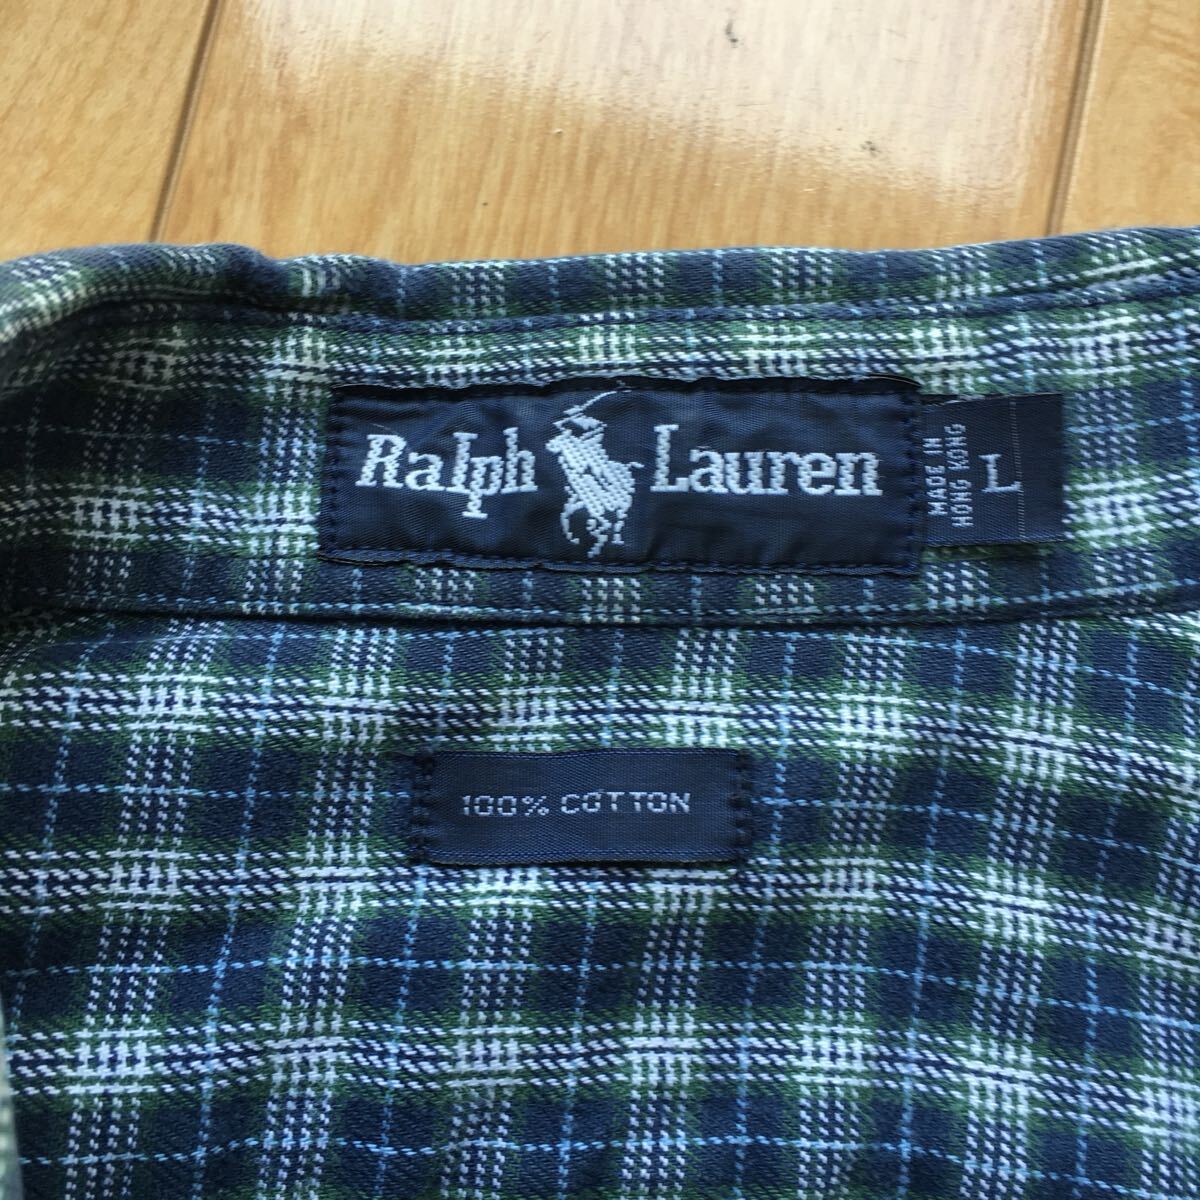 Ralph Lauren
MADE IN
HONG KONG
L
100% COTTON